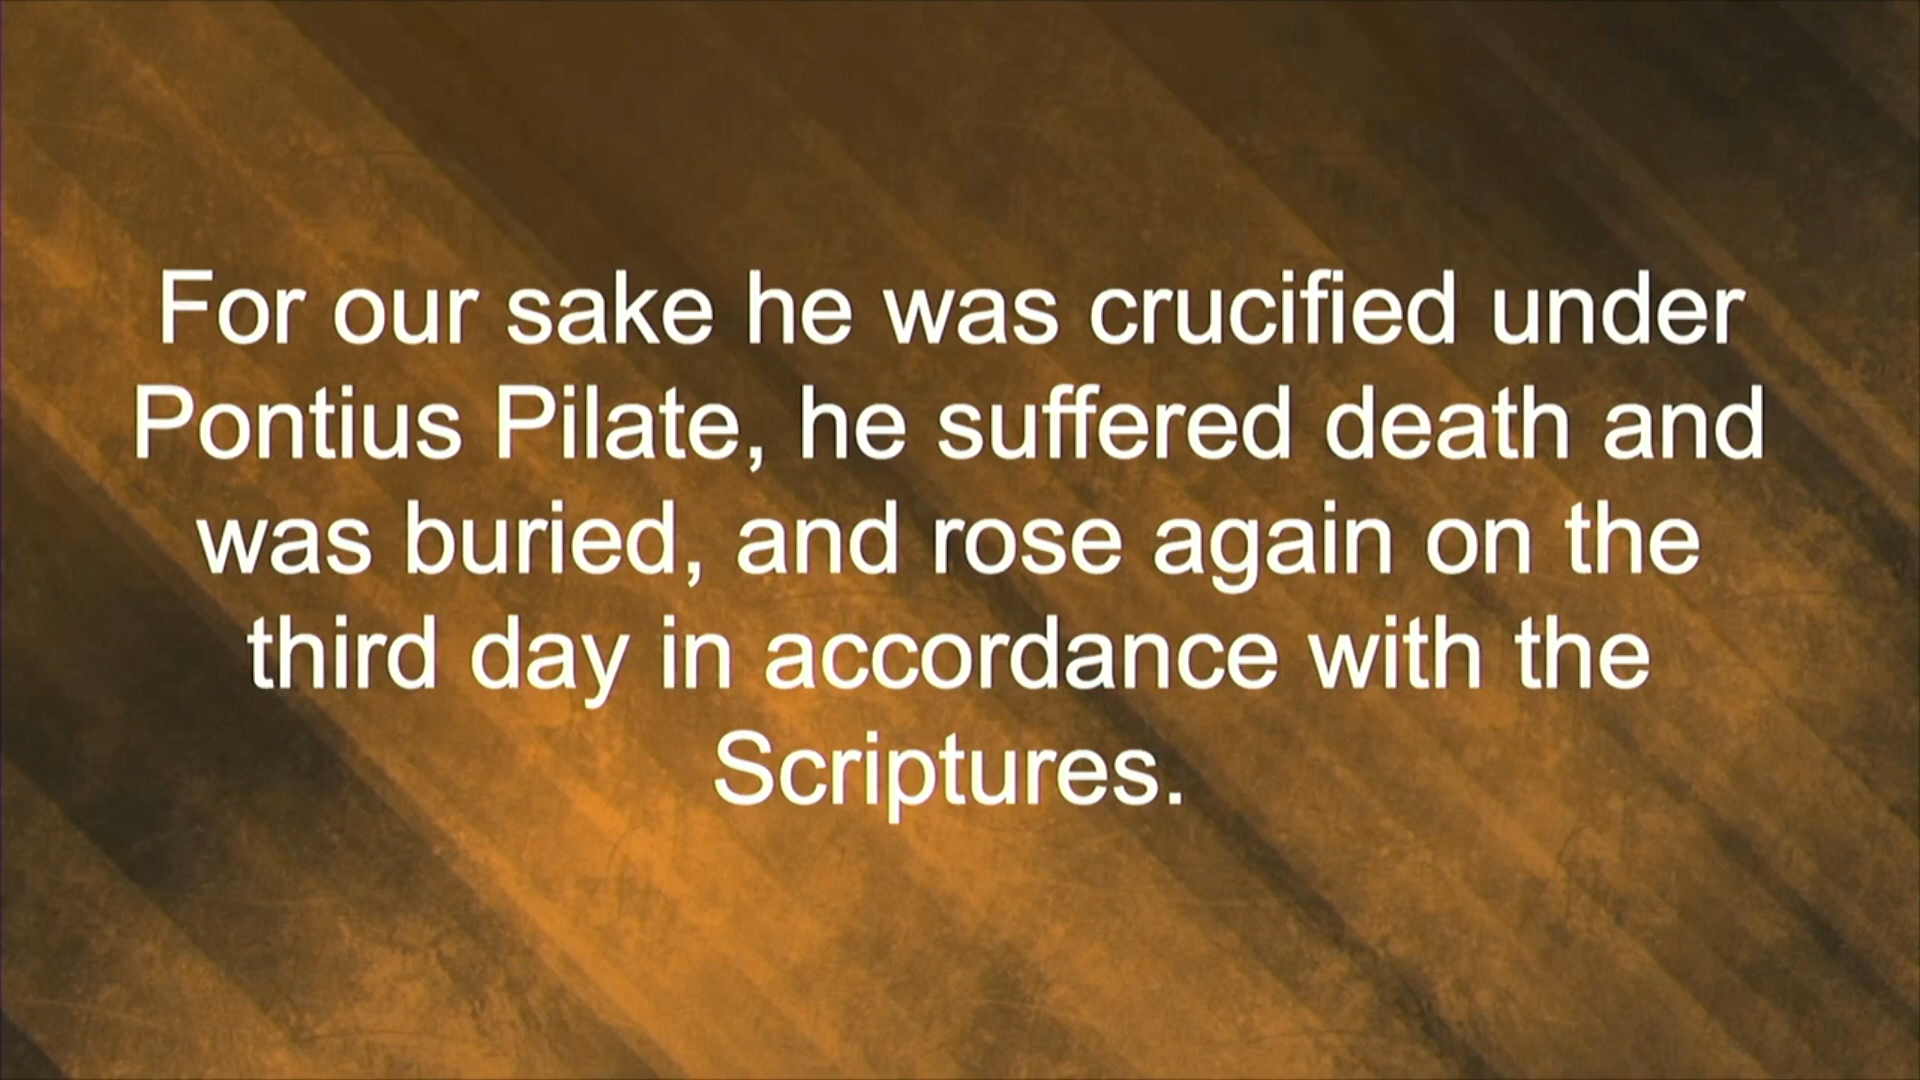 For our sake he was crucified under
Pontius Pilate, he suffered death and
was buried, and rose again on the
third day in accordance with the
Scriptures.